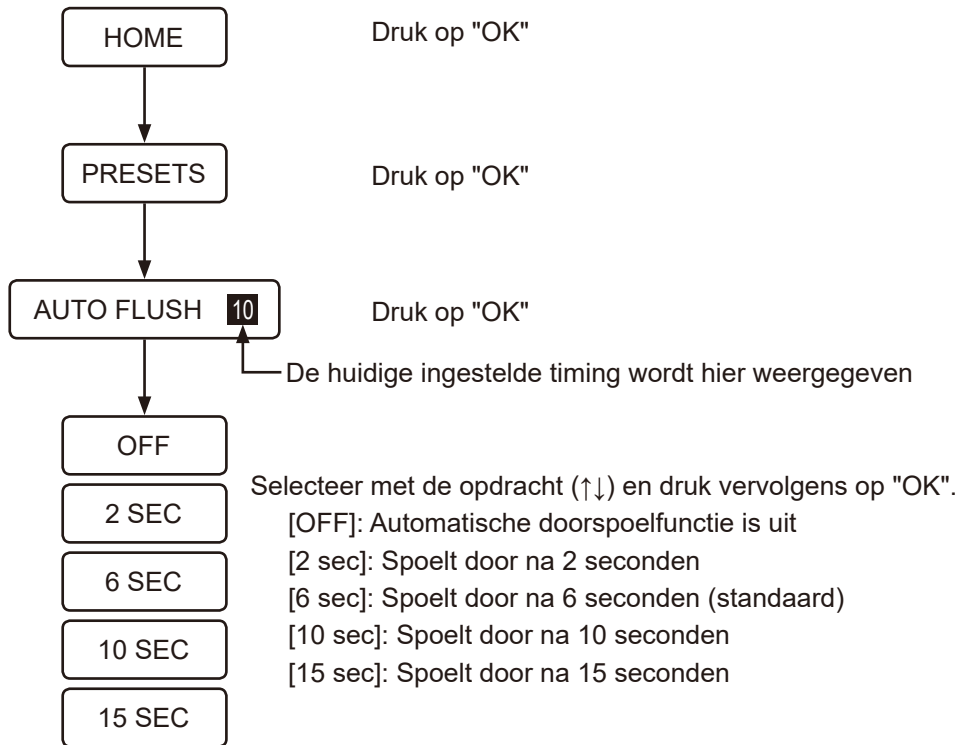 HOME
Druk op "OK"
PRESETS
Druk op "OK"
AUTO FLUSH 10
Druk op "OK"
De huidige ingestelde timing wordt hier weergegeven
OFF
2 SEC
6 SEC
10 SEC
15 SEC
Selecteer met de opdracht (↑↓) en druk vervolgens op "OK".
[OFF]: Automatische doorspoelfunctie is uit
[2 sec]: Spoelt door na 2 seconden
[6 sec]: Spoelt door na 6 seconden (standaard)
[10 sec]: Spoelt door na 10 seconden
[15 sec]: Spoelt door na 15 seconden